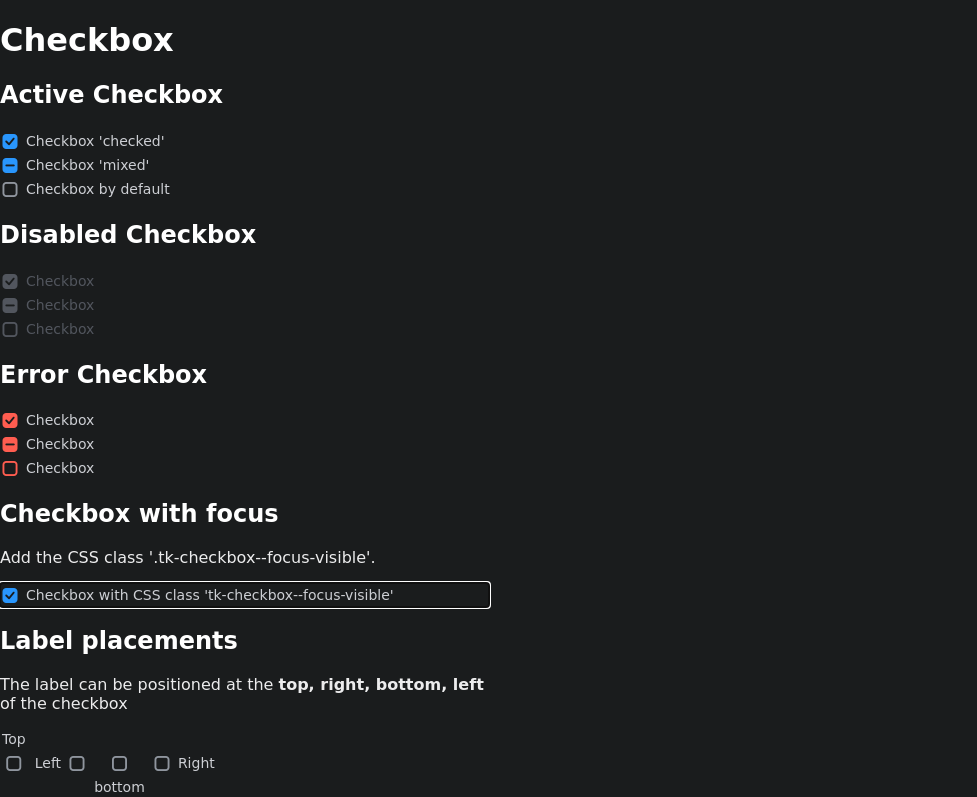 Checkbox
Active Checkbox
Checkbox 'checked'
Checkbox 'mixed'
Checkbox by default
Disabled Checkbox
Checkbox
Checkbox
Checkbox
Error Checkbox
Checkbox
Checkbox
Checkbox
Checkbox with focus
Add the CSS class '.tk-checkbox--focus-visible'.
Checkbox with CSS class 'tk-checkbox--focus-visible'
Label placements
The label can be positioned at the top, right, bottom, left
of the checkbox
Top
Left
Right
bottom